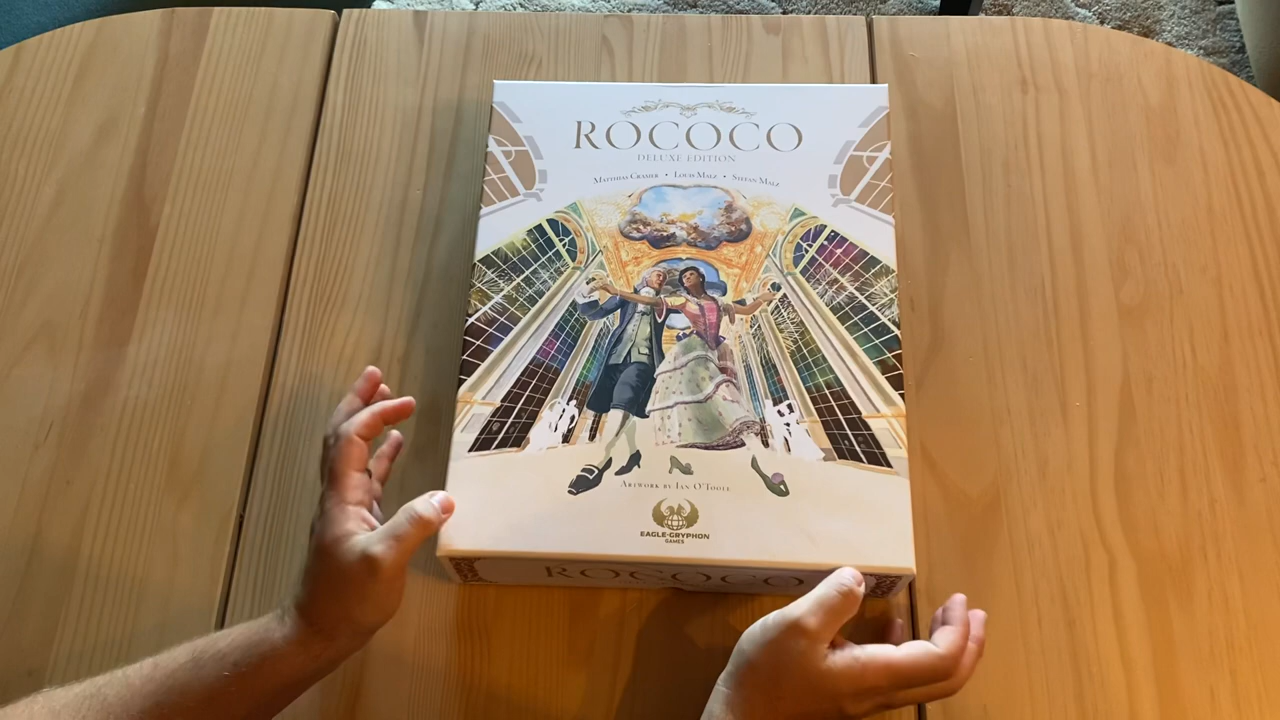 ROCOCO
DELUXE EDITION
MATTHIAS CRAMER • LOUIS MALZ • STEFAN MALZ
ARTWORK BY IAN O'TOOLE
EAGLE-GRYPHON
GAMES
ROCOCO